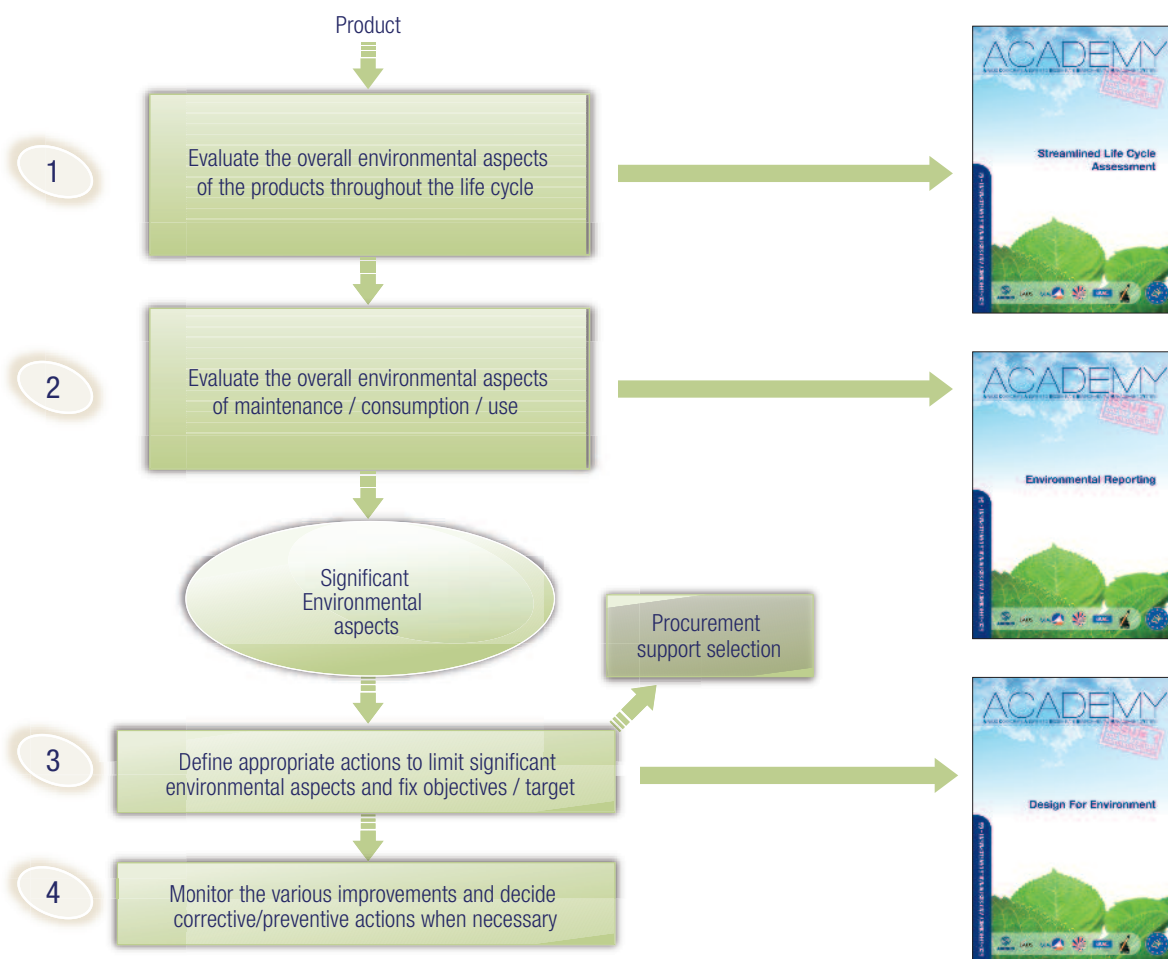 Product
1
Evaluate the overall environmental aspects
of the products throughout the life cycle
ACADEMY
Streamlined Life Cycle
Assessment
2
Evaluate the overall environmental aspects
of maintenance / consumption / use
ACADEMY
Environmental Reporting
Significant
Environmental
aspects
Procurement
support selection
3
Define appropriate actions to limit significant
environmental aspects and fix objectives / target
ACADEMY
Design For Environment
4
Monitor the various improvements and decide
corrective/preventive actions when necessary